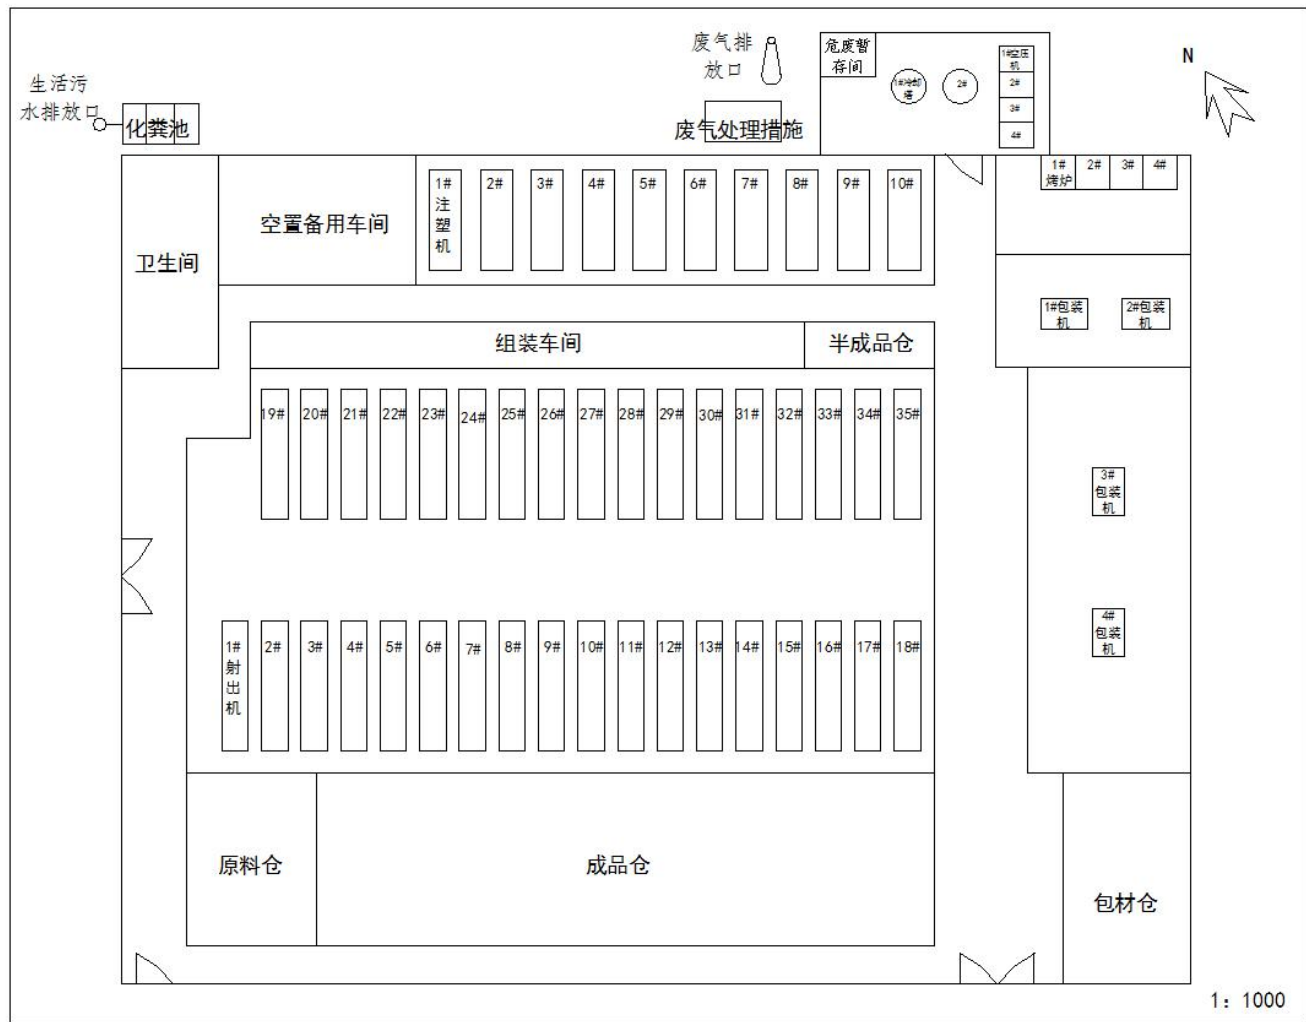 废气排
放口
危废暂
存间
1#冷却
塔
2#
1#空压
机
2#
3#
4#
N
生活污
水排放口
化粪池
废气处理措施
卫生间
空置备用车间
1#
注
塑
机
2#
3#
4#
5#
6#
7#
8#
9#
10#
1#
烤炉
2#
3#
4#
1#包装
机
2#包装
机
组装车间
半成品仓
19#
20#
21#
22#
23#
24#
25#
26#
27#
28#
29#
30#
31#
32#
33#
34#
35#
3#
包装
机
1#
射
出
机
2#
3#
4#
5#
6#
7#
8#
9#
10#
11#
12#
13#
14#
15#
16#
17#
18#
4#
包装
机
原料仓
成品仓
包材仓
1: 1000